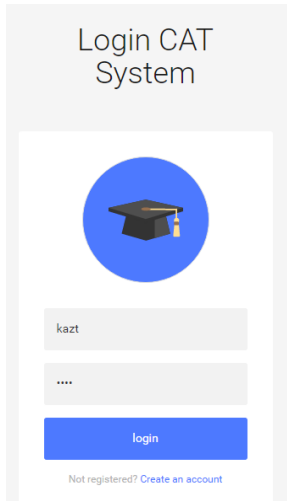 Login CAT
System
kazt
••••
login
Not registered? Create an account